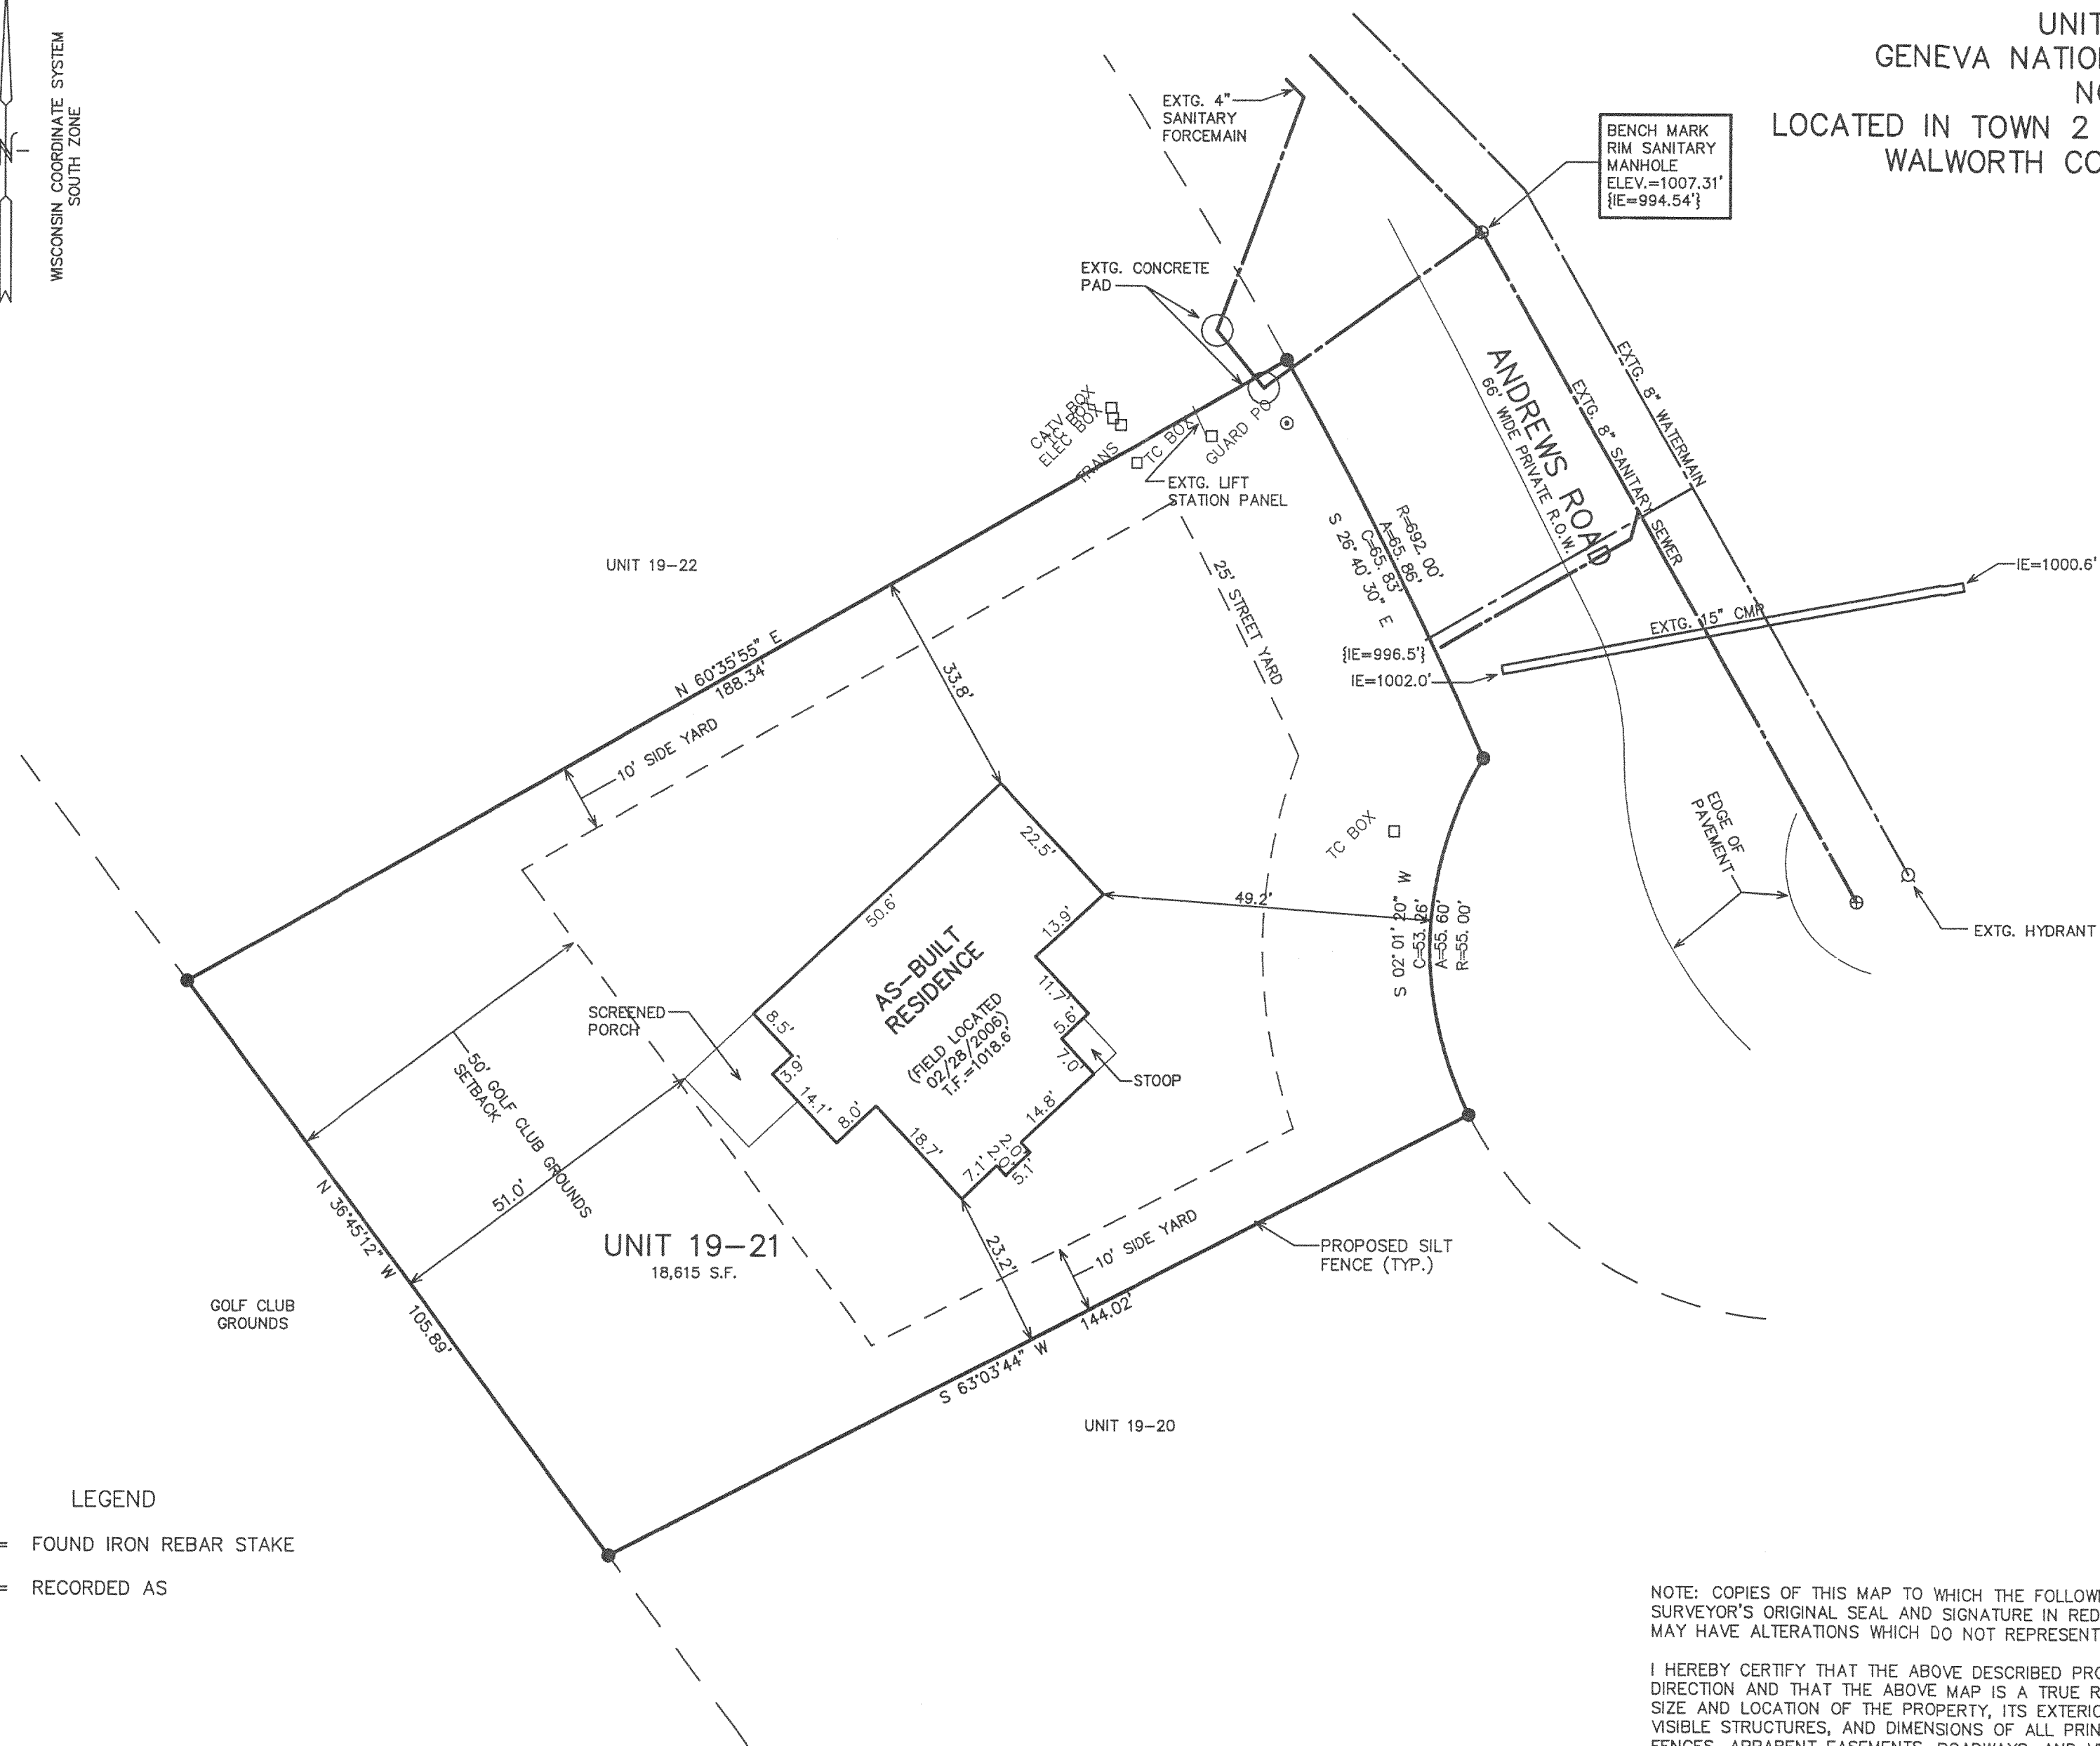 WISCONSIN COORDINATE SYSTEM
SOUTH ZONE
N
UNIT
GENEVA NATIO
LOCATED IN TOWN 2
WALWORTH CO
BENCH MARK
RIM SANITARY
MANHOLE
ELEV.=1007.31'
{IE=994.54'}
EXTG. 4"
SANITARY
FORCEMAIN
EXTG. CONCRETE
PAD
CATV BOX
ELEC BOX
TRANS
TC BOX
GUARD PO
EXTG. LIFT
STATION PANEL
ANDREWS ROAD
66' WIDE PRIVATE R.O.W.
EXTG. 8" SANITARY SEWER
EXTG. 8" WATERMAIN
R=692.00'
A=65.86'
C=65.83'
S 26°40'30" E
25' STREET YARD
{IE=996.5'}
IE=1002.0'
EXTG. 15" CMP
IE=1000.6'
UNIT 19-22
N 60°35'55" E
188.34'
33.8'
10' SIDE YARD
22.5'
50.6'
13.9'
49.2'
TC BOX
S 02°01'20" W
C=53.26'
A=55.60'
R=55.00'
EDGE OF
PAVEMENT
EXTG. HYDRANT
AS-BUILT
RESIDENCE
(FIELD LOCATED
02/28/2006)
T.F.=1018.6'
SCREENED
PORCH
8.5'
3.9'
14.1'
8.0'
18.7'
7.1'
2.0'
2.0'
5.1'
14.8'
7.0'
5.6'
11.7'
STOOP
50' GOLF CLUB GROUNDS
SETBACK
51.0'
N 36°45'12" W
105.89'
UNIT 19-21
18,615 S.F.
GOLF CLUB
GROUNDS
23.2'
10' SIDE YARD
PROPOSED SILT
FENCE (TYP.)
144.02'
S 63°03'44" W
UNIT 19-20
LEGEND
= FOUND IRON REBAR STAKE
= RECORDED AS
NOTE: COPIES OF THIS MAP TO WHICH THE FOLLOW
SURVEYOR'S ORIGINAL SEAL AND SIGNATURE IN RED
MAY HAVE ALTERATIONS WHICH DO NOT REPRESENT
I HEREBY CERTIFY THAT THE ABOVE DESCRIBED PRO
DIRECTION AND THAT THE ABOVE MAP IS A TRUE R
SIZE AND LOCATION OF THE PROPERTY, ITS EXTERIO
VISIBLE STRUCTURES, AND DIMENSIONS OF ALL PRIN
FENCES, APPARENT EASEMENTS, ROADWAYS, AND